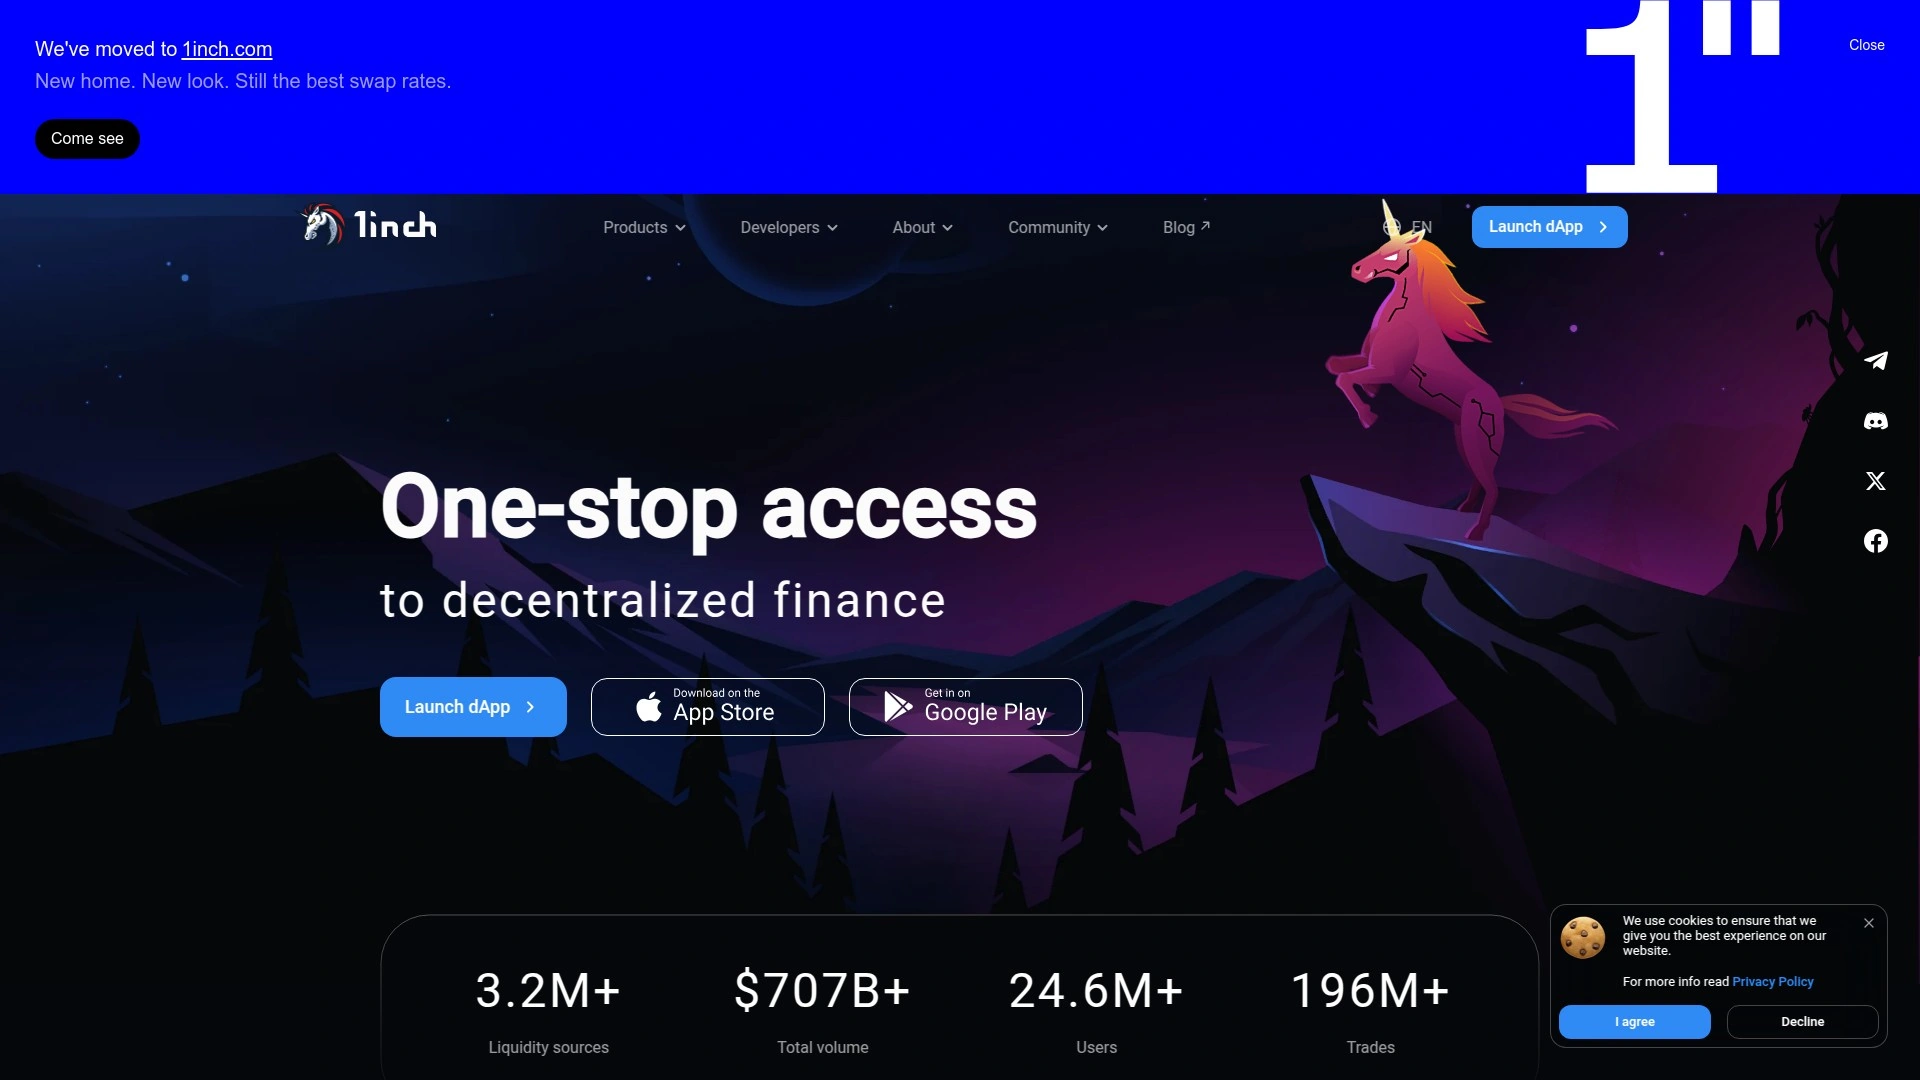 We've moved to 1inch.com
New home. New look. Still the best swap rates.
Come see
1"
Close
1inch
Products
Developers
About
Community
Blog
EN
Launch dApp
One-stop access
to decentralized finance
Launch dApp
Download on the
App Store
Get in on
Google Play
3.2M+
Liquidity sources
$707B+
Total volume
24.6M+
Users
196M+
Trades
We use cookies to ensure that we
give you the best experience on our
website.
For more info read Privacy Policy
I agree
Decline